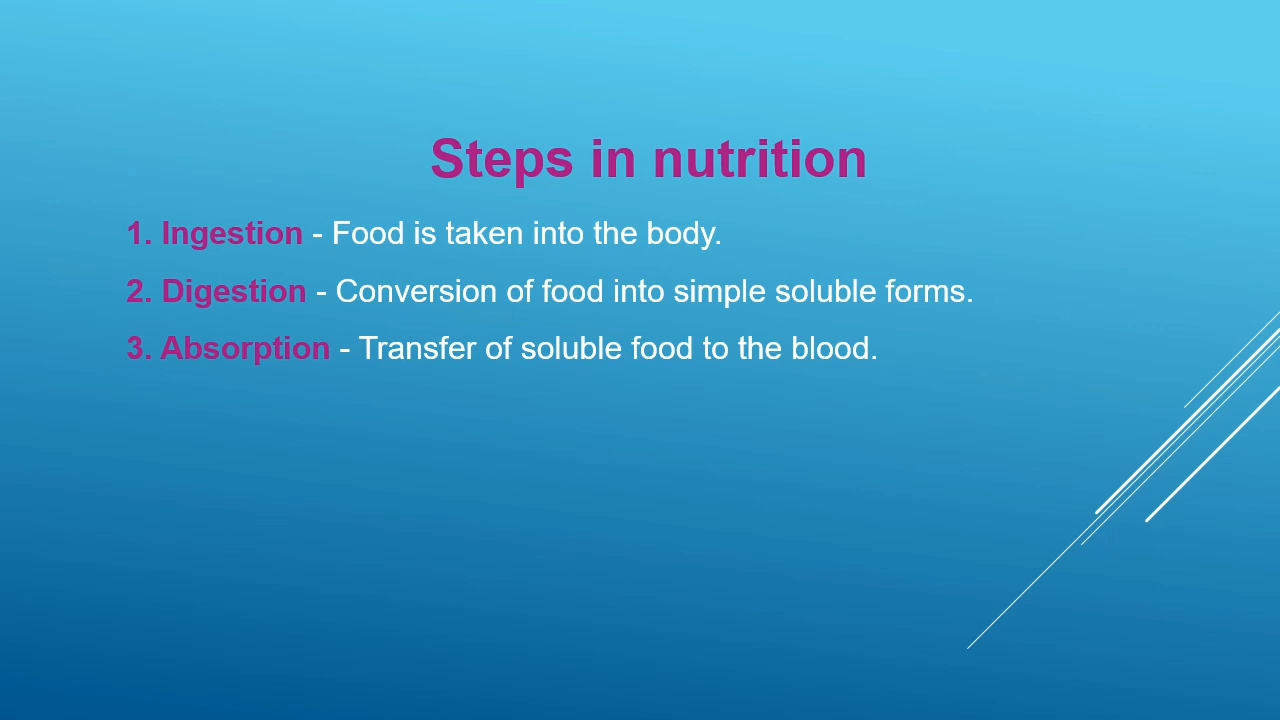 Steps in nutrition
1. Ingestion - Food is taken into the body.
2. Digestion - Conversion of food into simple soluble forms.
3. Absorption - Transfer of soluble food to the blood.